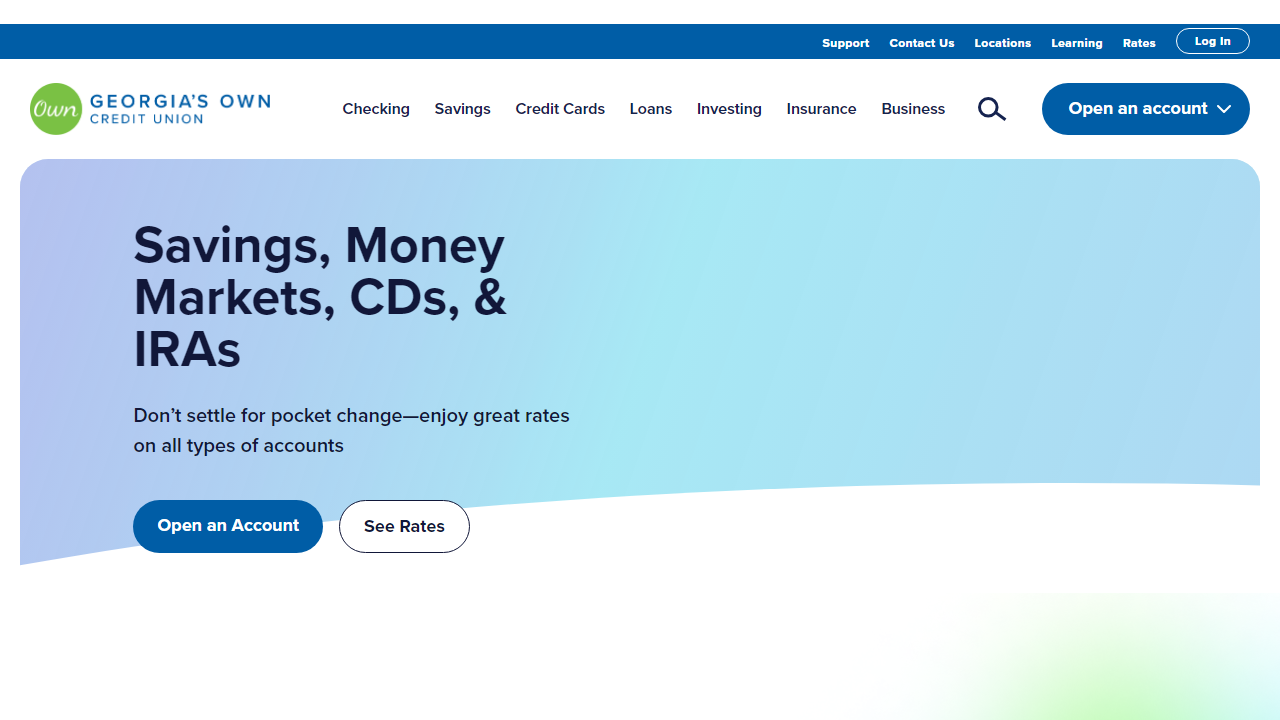 Support Contact Us Locations Learning Rates Log In
Own GEORGIA'S OWN
CREDIT UNION
Checking Savings Credit Cards Loans Investing Insurance Business Open an account
Savings, Money
Markets, CDs, &
IRAs
Don't settle for pocket change—enjoy great rates
on all types of accounts
Open an Account See Rates